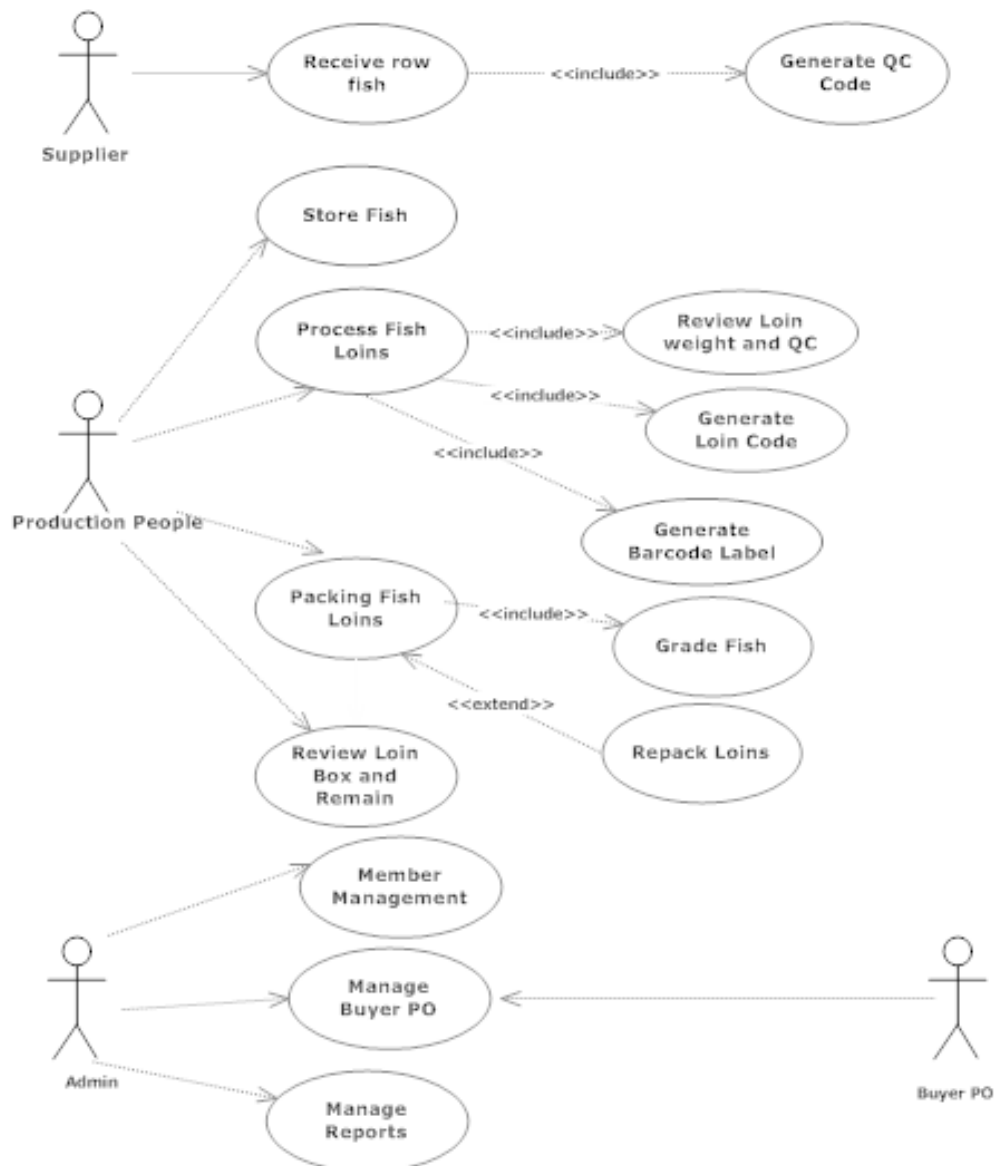 Receive row
fish
<<include>>
Generate QC
Code
Supplier
Store Fish
Process Fish
Loins
<<include>>
Review Loin
weight and QC
<<include>>
Generate
Loin Code
<<include>>
Production People
Generate
Barcode Label
Packing Fish
Loins
<<include>>
Grade Fish
<<extend>>
Repack Loins
Review Loin
Box and
Remain
Member
Management
Manage
Buyer PO
Admin
Buyer PO
Manage
Reports